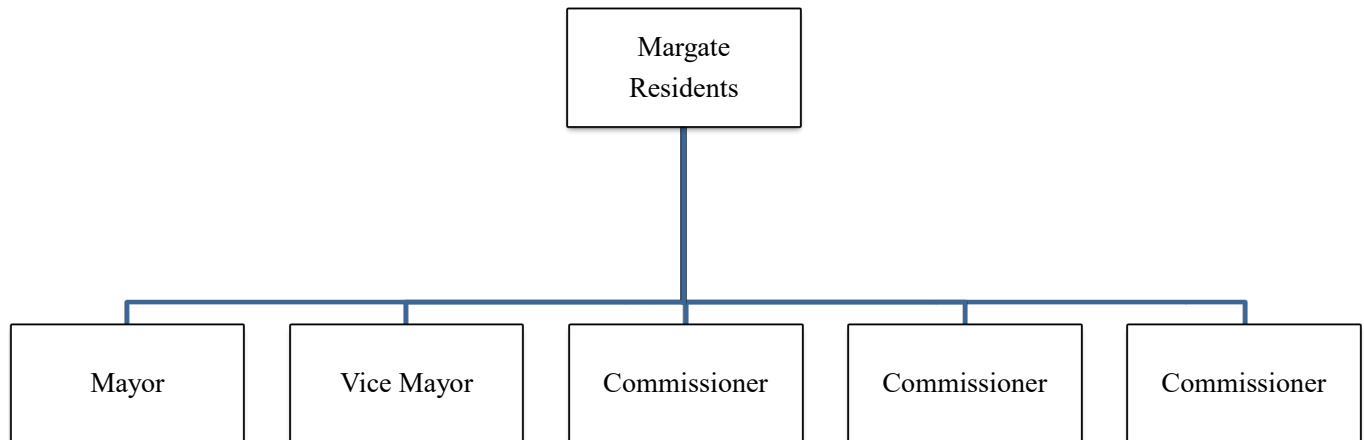 Margate
Residents
Mayor
Vice Mayor
Commissioner
Commissioner
Commissioner